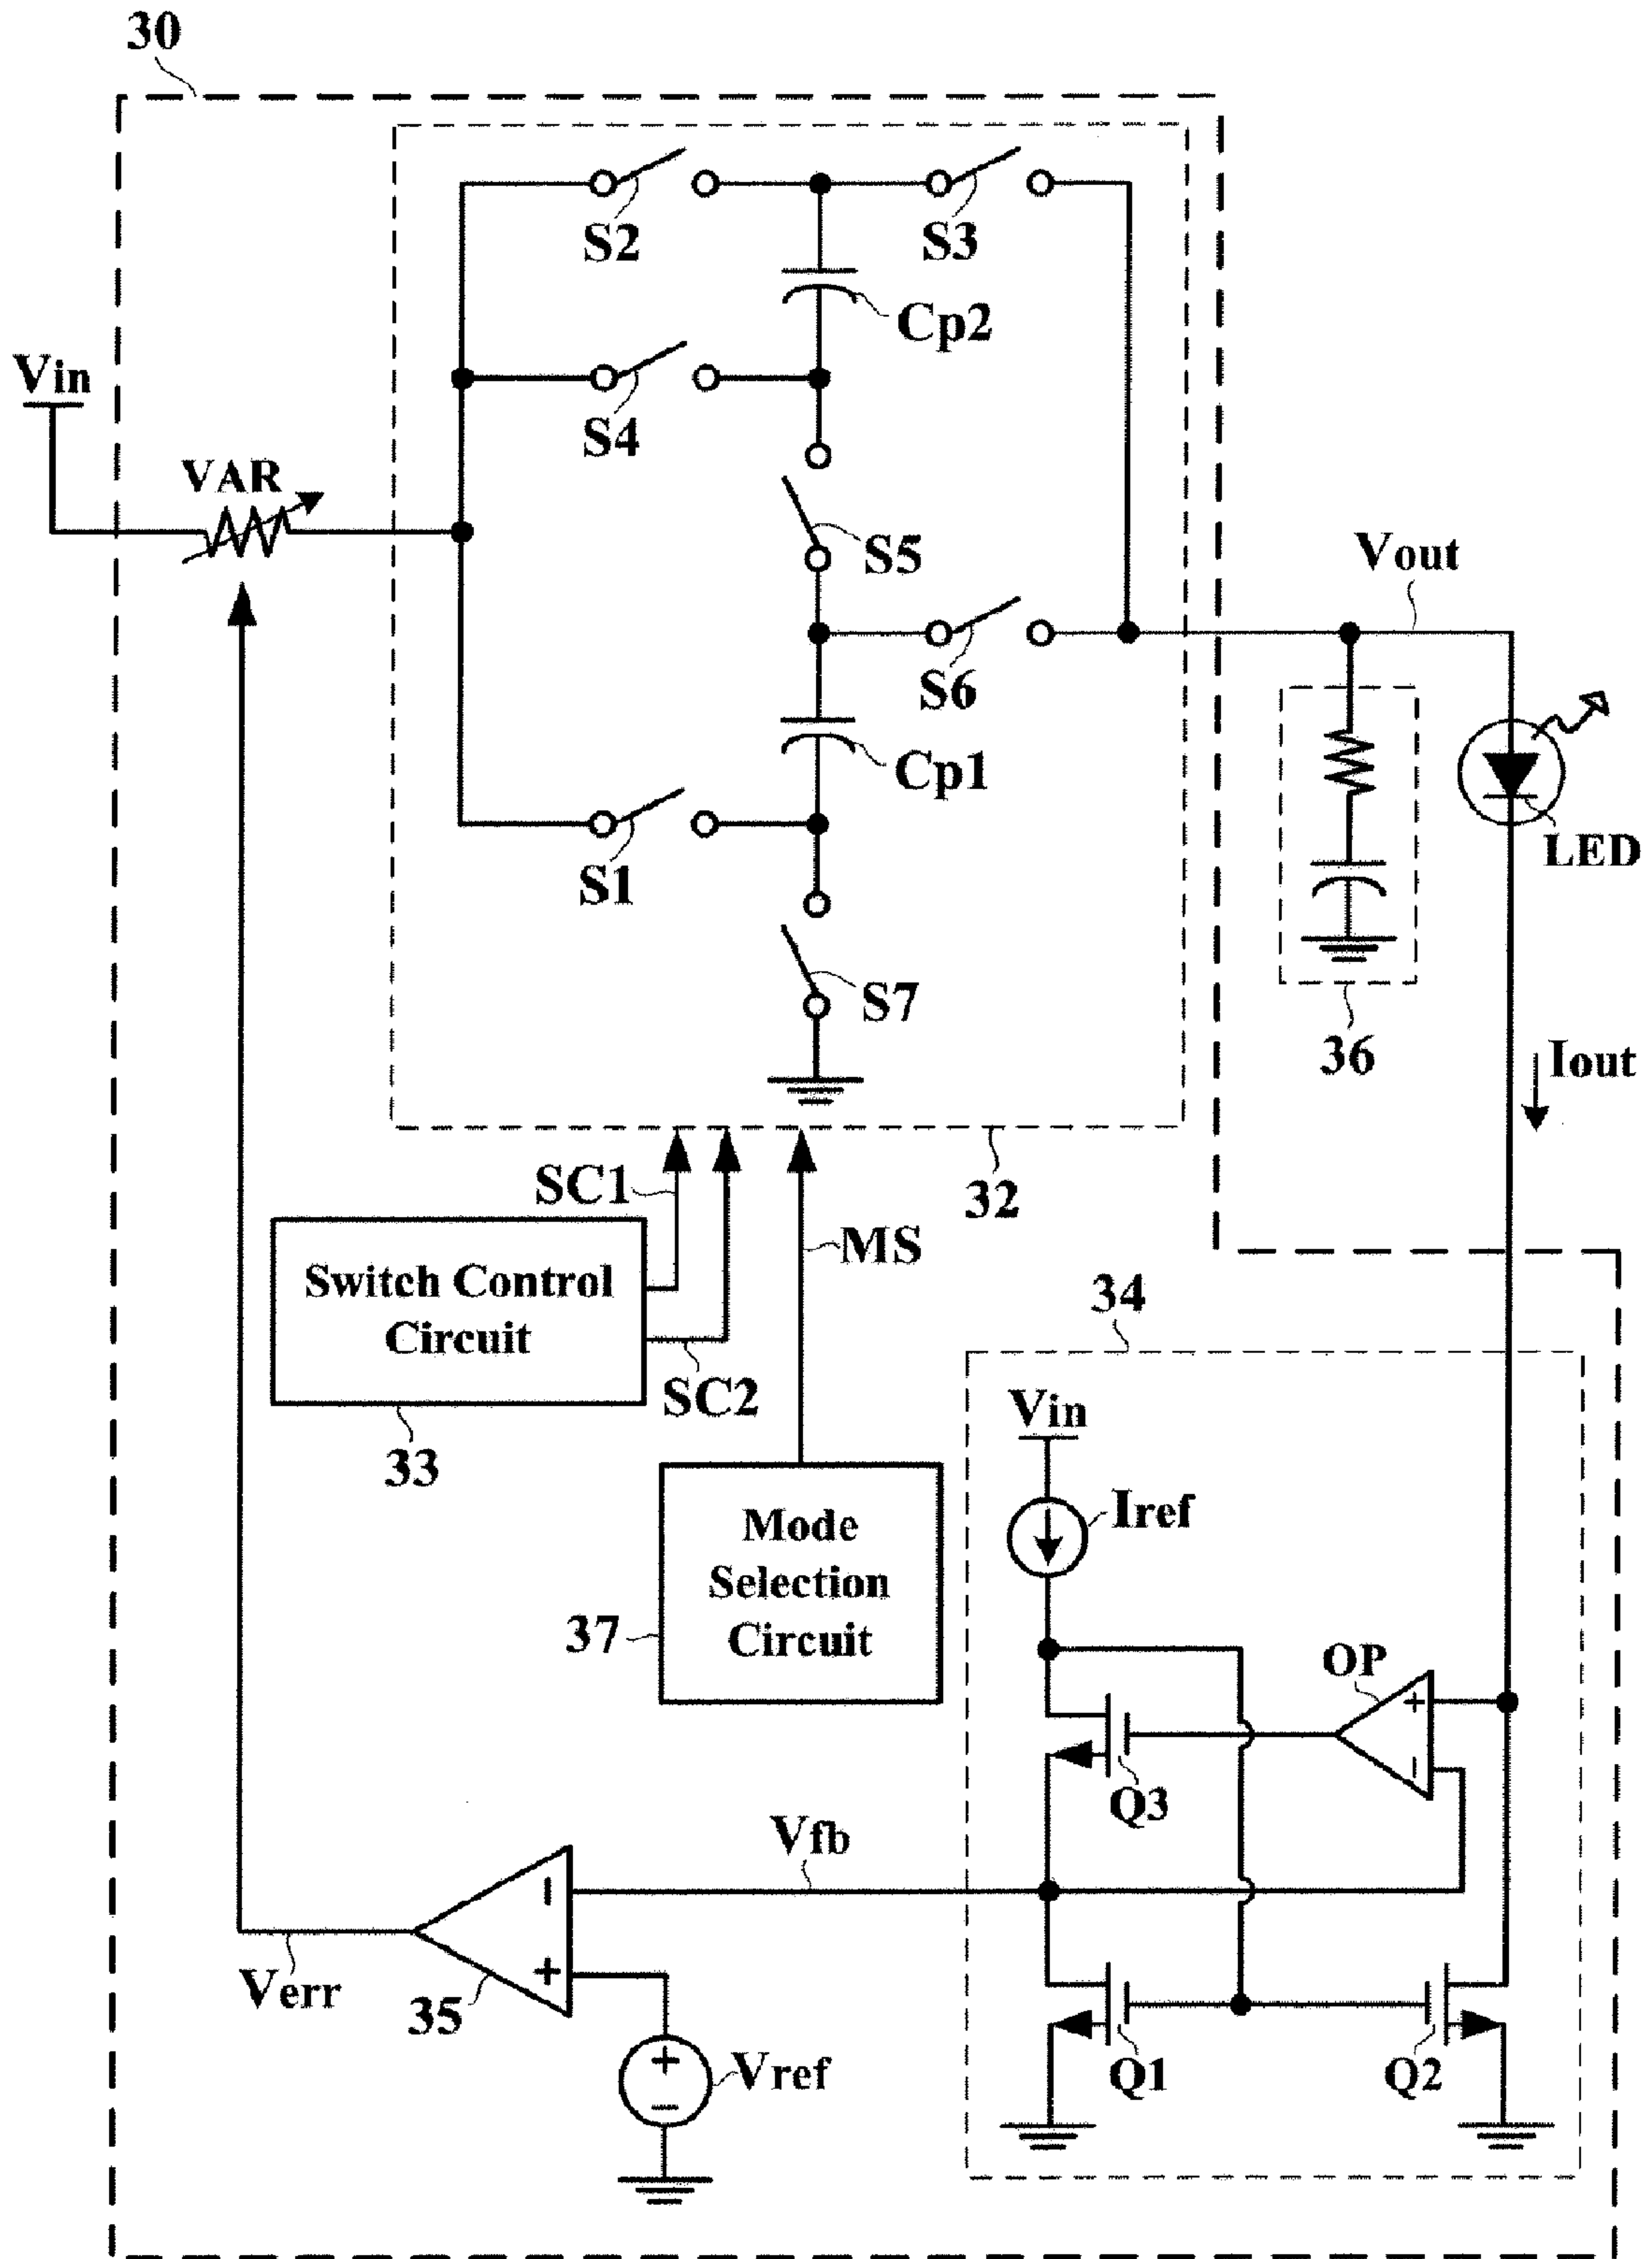 30
S2
S3
Cp2
Vin
S4
VAR
S5
Vout
S6
Cp1
LED
S1
S7
36
Iout
SC1
32
MS
Switch Control
Circuit
34
SC2
Vin
33
Iref
Mode
Selection
Circuit
37
OP
+
−
Q3
Vfb
−
+
Verr
35
Q1
Q2
+
−
Vref